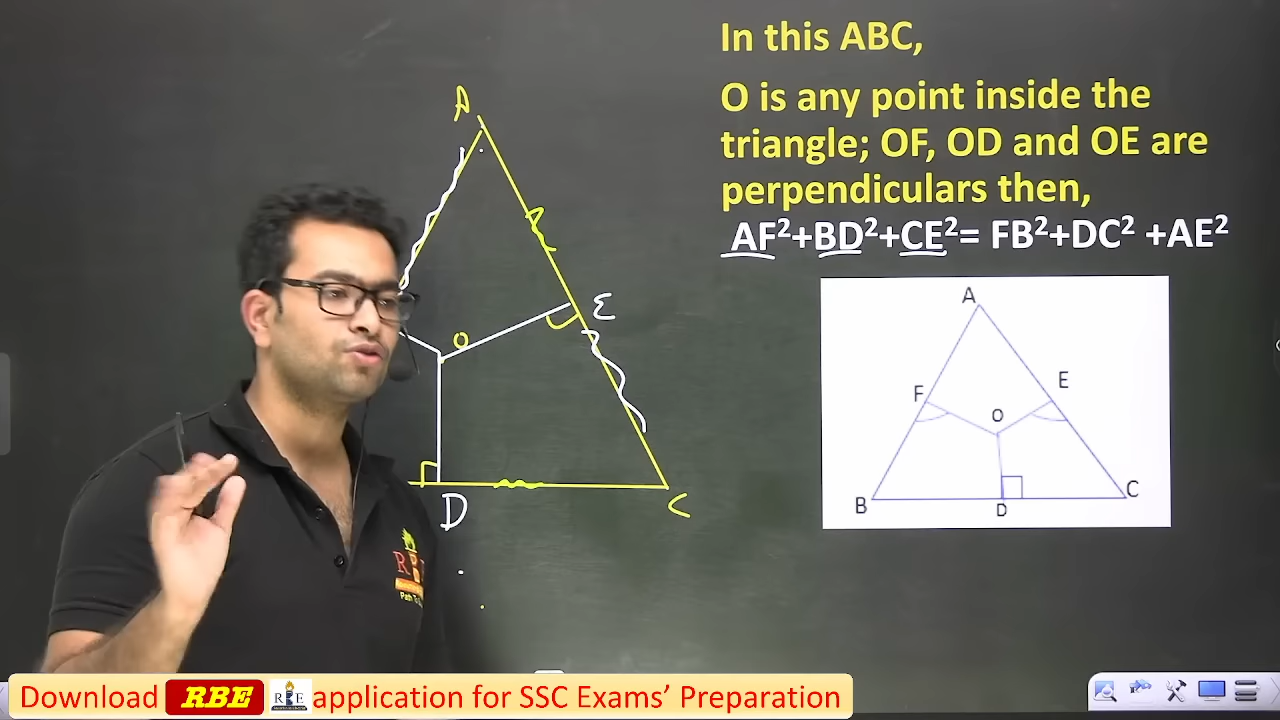 In this ABC,
O is any point inside the
triangle; OF, OD and OE are
perpendiculars then,
AF²+BD²+CE²= FB²+DC² +AE²
A
E
O
D
C
A
F
E
O
B
D
C
Download RBE RE application for SSC Exams’ Preparation